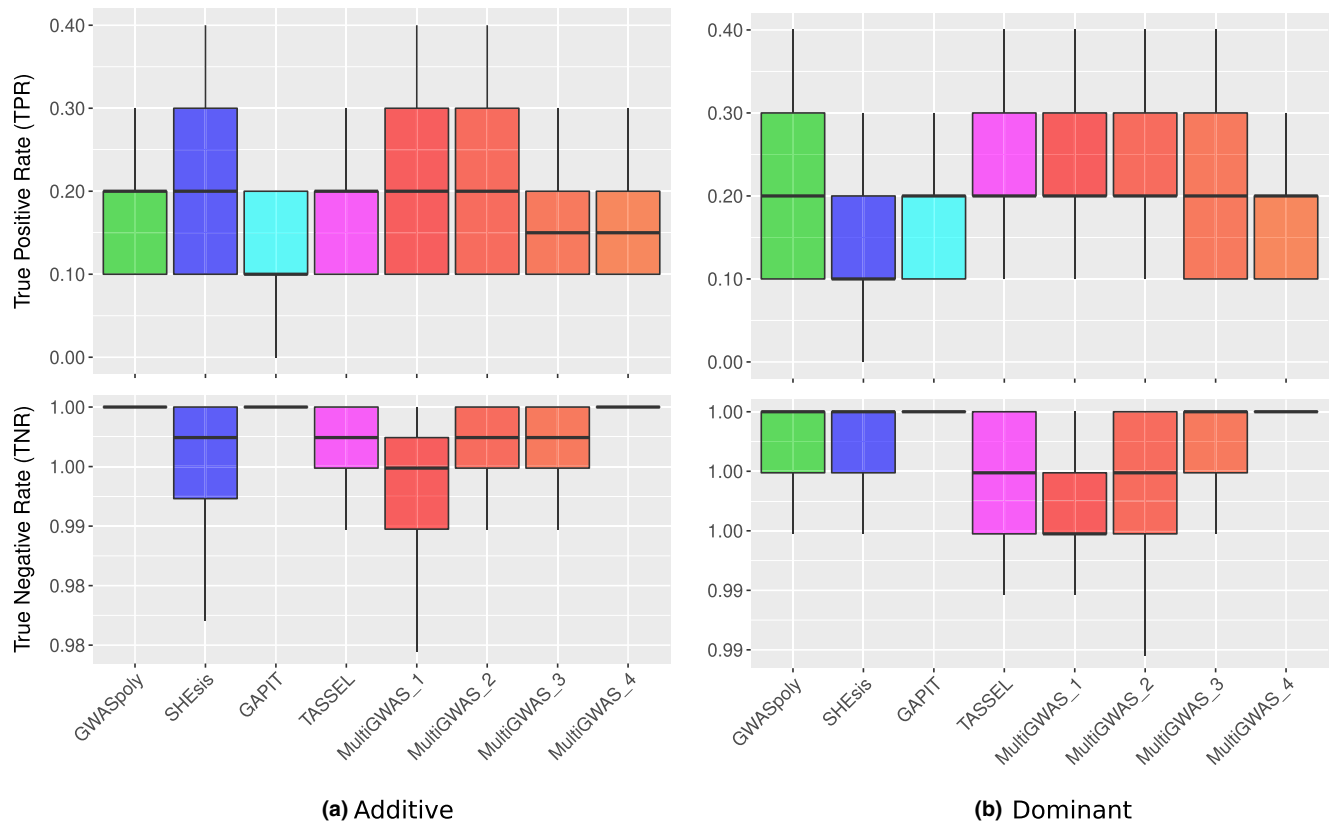 True Positive Rate (TPR)
0.40
0.30
0.20
0.10
0.00
0.40
0.30
0.20
0.10
0.00
True Negative Rate (TNR)
1.00
1.00
0.99
0.98
0.98
1.00
1.00
1.00
0.99
0.99
GWASpoly
SHEsis
GAPIT
TASSEL
MultiGWAS_1
MultiGWAS_2
MultiGWAS_3
MultiGWAS_4
GWASpoly
SHEsis
GAPIT
TASSEL
MultiGWAS_1
MultiGWAS_2
MultiGWAS_3
MultiGWAS_4
(a) Additive
(b) Dominant